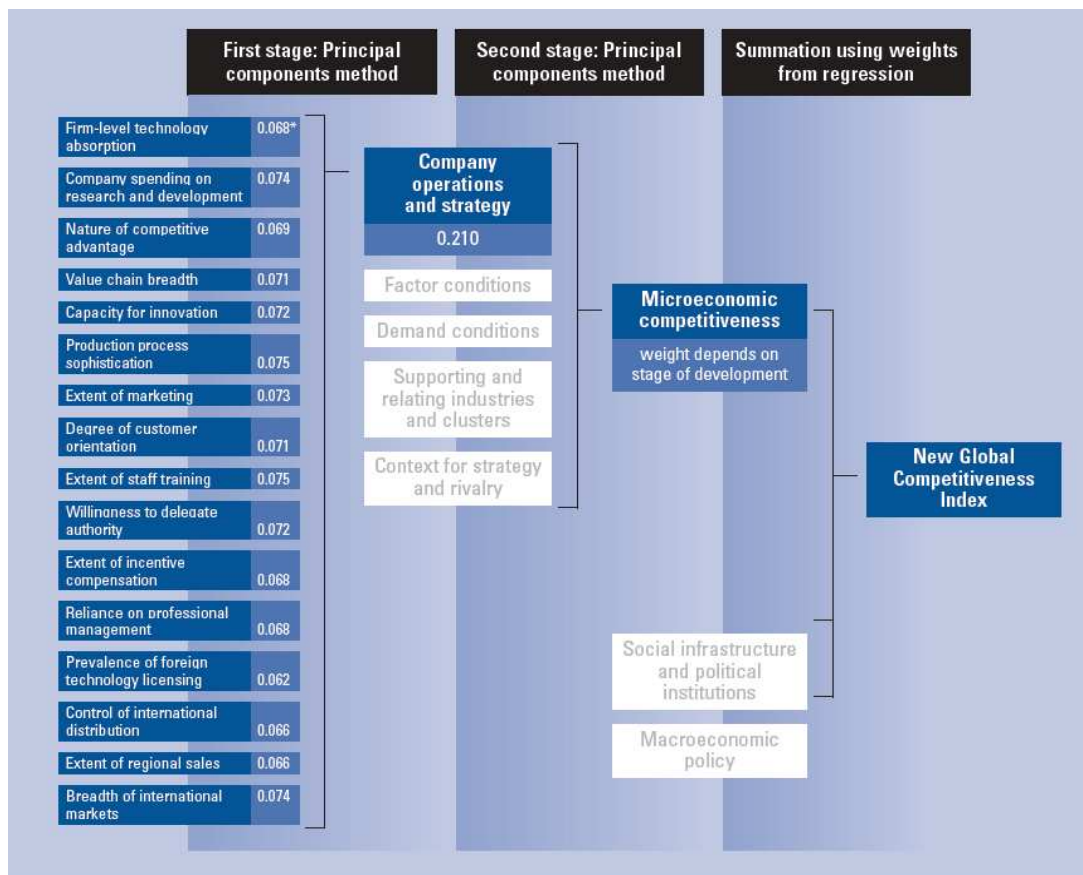 First stage: Principal
components method
Second stage: Principal
components method
Summation using weights
from regression
Firm-level technology
absorption
0.068*
Company spending on
research and development
0.074
Nature of competitive
advantage
0.069
Value chain breadth
0.071
Capacity for innovation
0.072
Production process
sophistication
0.075
Extent of marketing
0.073
Degree of customer
orientation
0.071
Extent of staff training
0.075
Willingness to delegate
authority
0.072
Extent of incentive
compensation
0.068
Reliance on professional
management
0.068
Prevalence of foreign
technology licensing
0.062
Control of international
distribution
0.066
Extent of regional sales
0.066
Breadth of international
markets
0.074
Company
operations
and strategy
0.210
Factor conditions
Demand conditions
Supporting and
relating industries
and clusters
Context for strategy
and rivalry
Microeconomic
competitiveness
weight depends on
stage of development
Social infrastructure
and political
institutions
Macroeconomic
policy
New Global
Competitiveness
Index